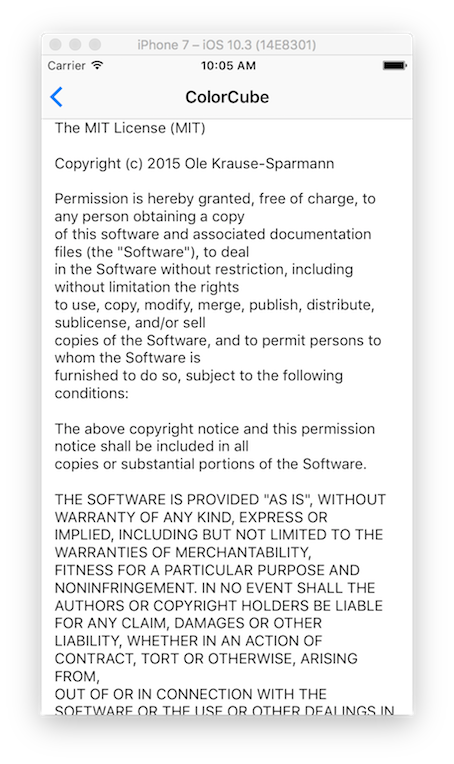 iPhone 7 – iOS 10.3 (14E8301)
Carrier 10:05 AM
ColorCube
The MIT License (MIT)
Copyright (c) 2015 Ole Krause-Sparmann
Permission is hereby granted, free of charge, to
any person obtaining a copy
of this software and associated documentation
files (the "Software"), to deal
in the Software without restriction, including
without limitation the rights
to use, copy, modify, merge, publish, distribute,
sublicense, and/or sell
copies of the Software, and to permit persons to
whom the Software is
furnished to do so, subject to the following
conditions:
The above copyright notice and this permission
notice shall be included in all
copies or substantial portions of the Software.
THE SOFTWARE IS PROVIDED "AS IS", WITHOUT
WARRANTY OF ANY KIND, EXPRESS OR
IMPLIED, INCLUDING BUT NOT LIMITED TO THE
WARRANTIES OF MERCHANTABILITY,
FITNESS FOR A PARTICULAR PURPOSE AND
NONINFRINGEMENT. IN NO EVENT SHALL THE
AUTHORS OR COPYRIGHT HOLDERS BE LIABLE
FOR ANY CLAIM, DAMAGES OR OTHER
LIABILITY, WHETHER IN AN ACTION OF
CONTRACT, TORT OR OTHERWISE, ARISING
FROM,
OUT OF OR IN CONNECTION WITH THE
SOFTWARE OR THE USE OR OTHER DEALINGS IN